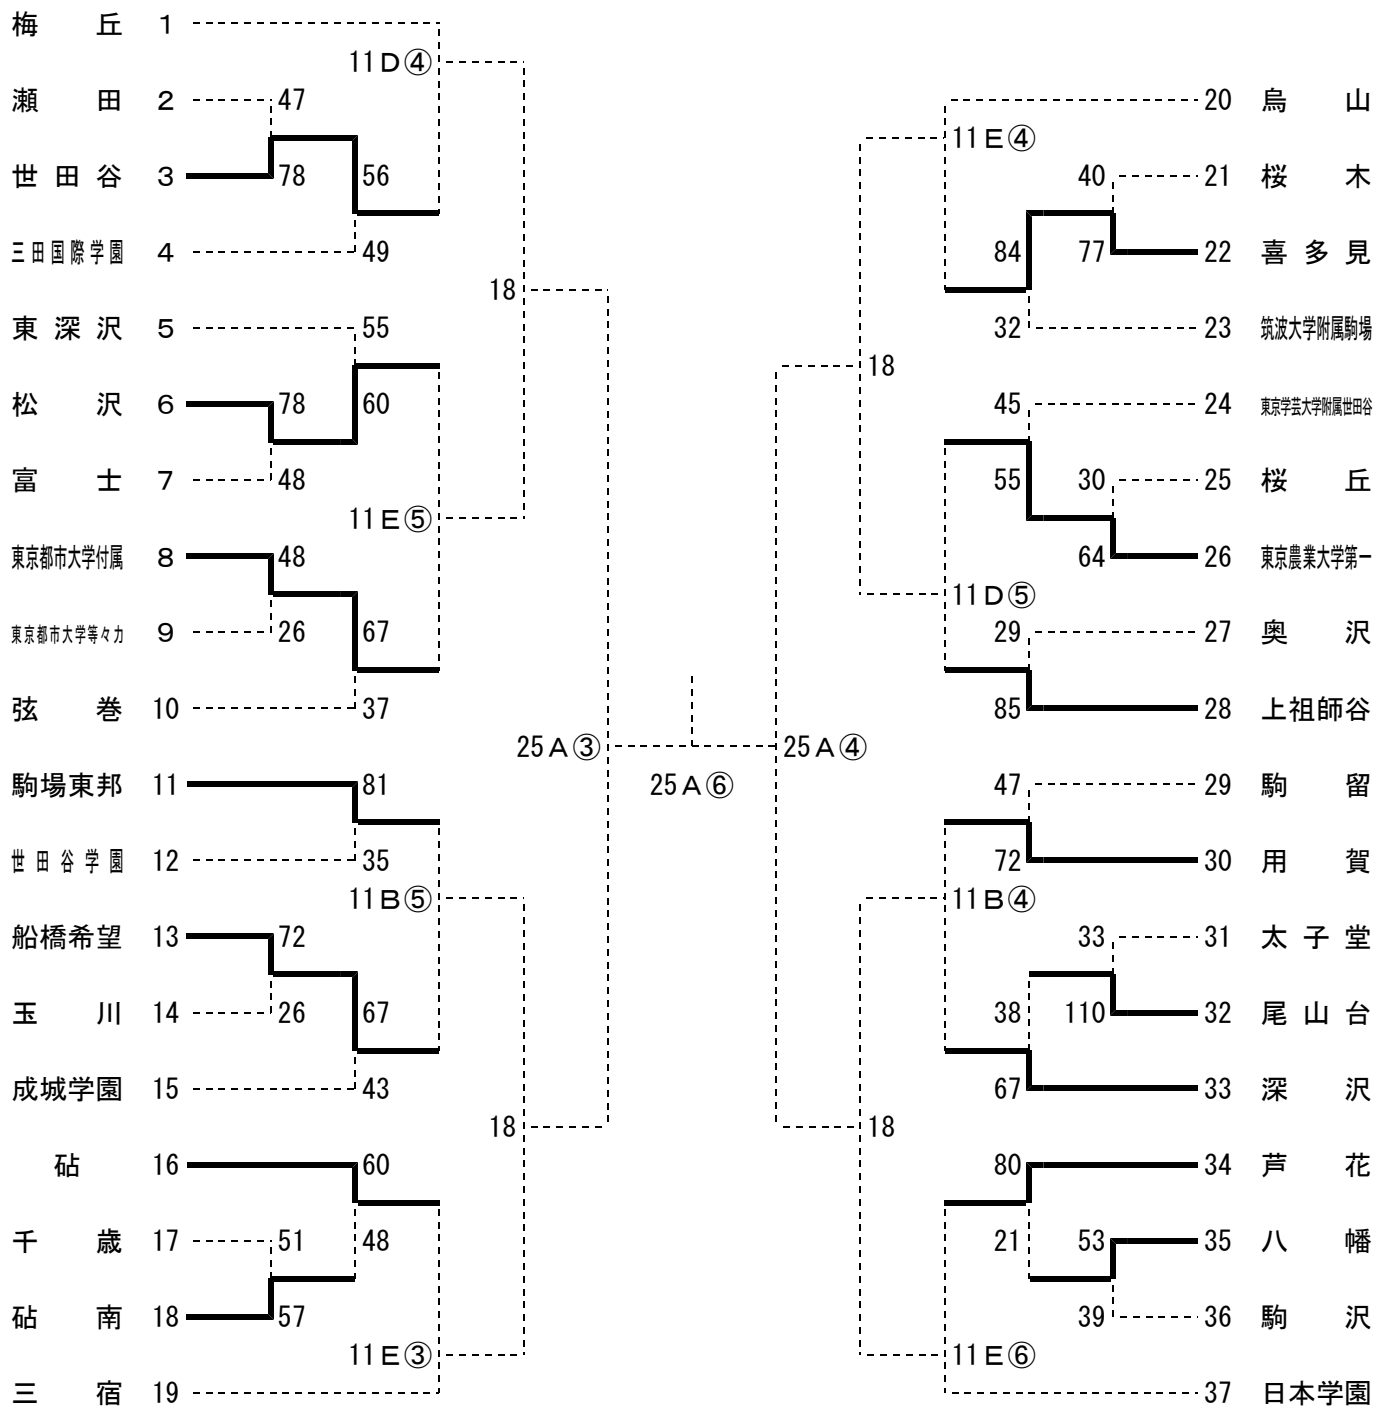 梅丘 1
11D④
瀬田 2 47
世田谷 3 78 56
三田国際学園 4 49
18
東深沢 5 55
松沢 6 78 60
富士 7 48
11E⑤
東京都市大学付属 8 48
東京都市大学等々力 9 26 67
弦巻 10 37
25A③
駒場東邦 11 81
世田谷学園 12 35
11B⑤
船橋希望 13 72
玉川 14 26 67
成城学園 15 43
18
砧 16 60
千歳 17 51 48
砧南 18 57
11E③
三宿 19
25A⑥
20 烏山
11E④
40 21 桜木
84 77 22 喜多見
32 23 筑波大学附属駒場
18
45 24 東京学芸大学附属世田谷
55 30 25 桜丘
64 26 東京農業大学第一
11D⑤
29 27 奥沢
85 28 上祖師谷
25A④
47 29 駒留
72 30 用賀
11B④
33 31 太子堂
38 110 32 尾山台
67 33 深沢
18
80 34 芦花
21 53 35 八幡
39 36 駒沢
11E⑥
37 日本学園